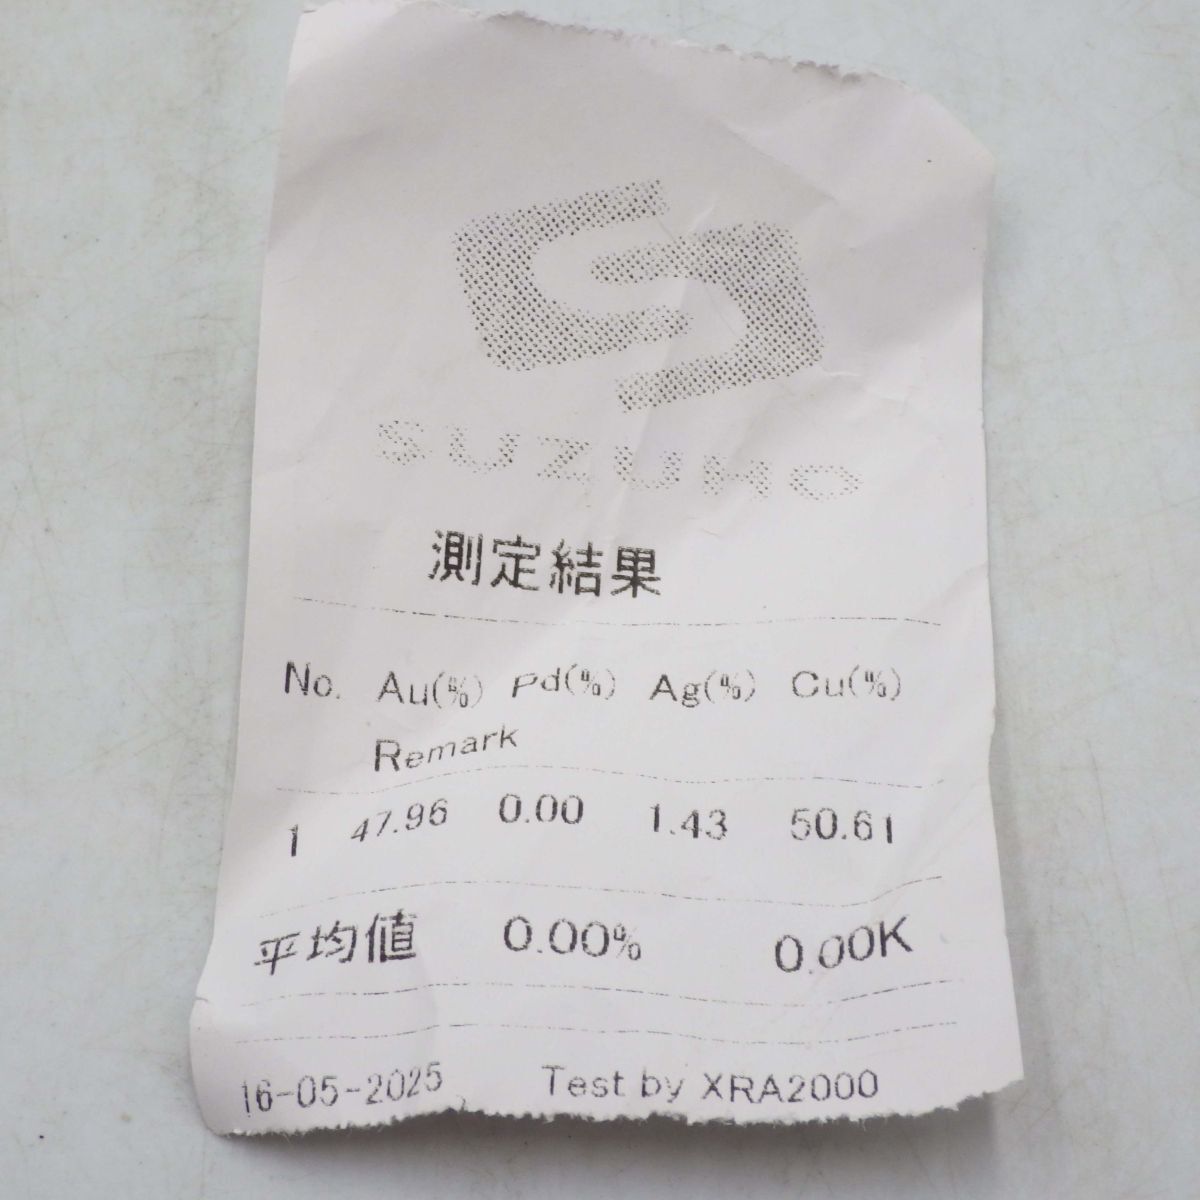 SUZUHO
測定結果
No. Au(%) Pd(%) Ag(%) Cu(%)
Remark
1 47.96 0.00 1.43 50.61
平均値 0.00% 0.00K
16-05-2025 Test by XRA2000